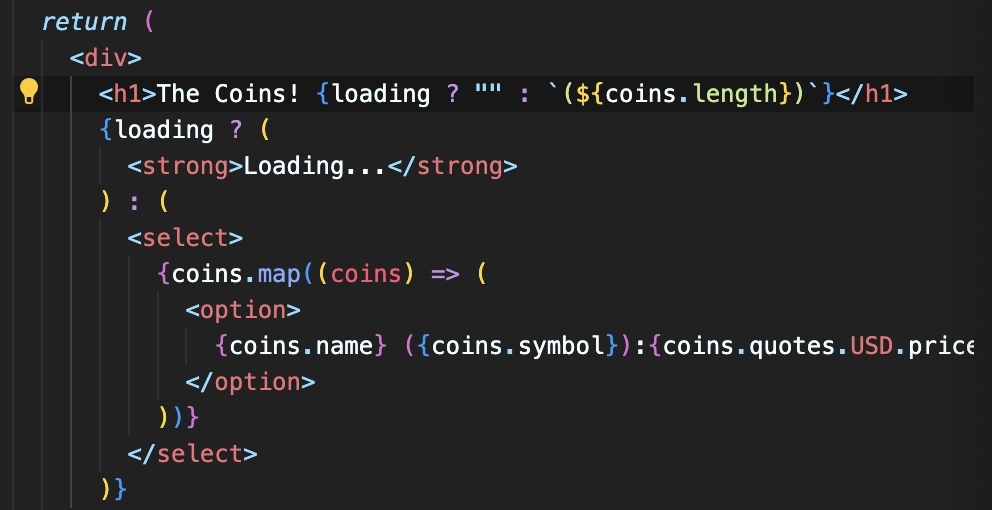 return (
<div>
<h1>The Coins! {loading ? "" : `(${coins.length})`}</h1>
{loading ? (
<strong>Loading...</strong>
) : (
<select>
{coins.map((coins) => (
<option>
{coins.name} ({coins.symbol}):{coins.quotes.USD.price
</option>
))}
</select>
)}